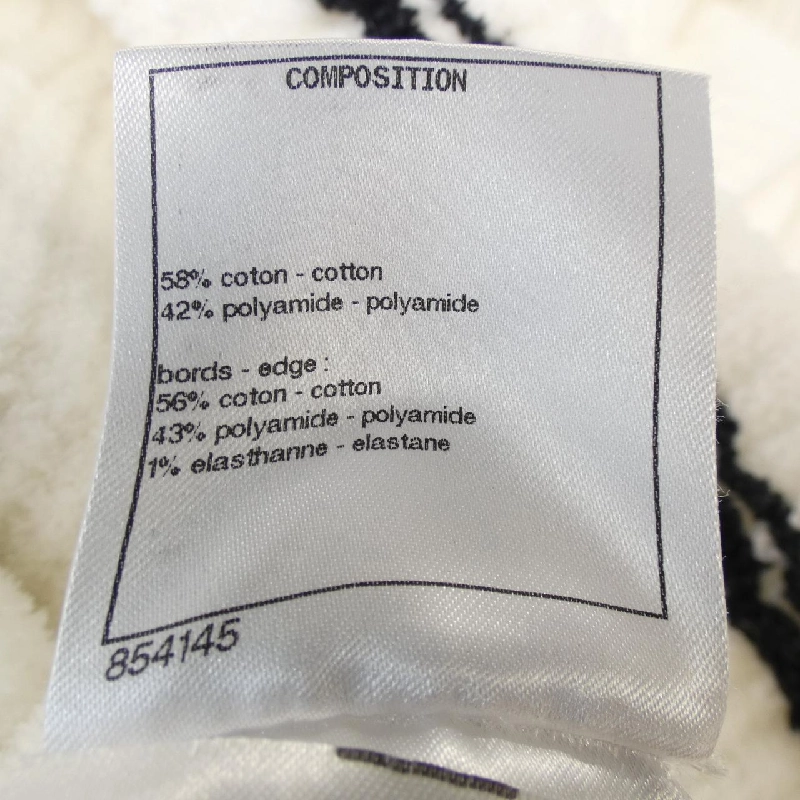 COMPOSITION
58% coton - cotton
42% polyamide - polyamide
bords - edge :
56% coton - cotton
43% polyamide - polyamide
1% elasthanne - elastane
854145